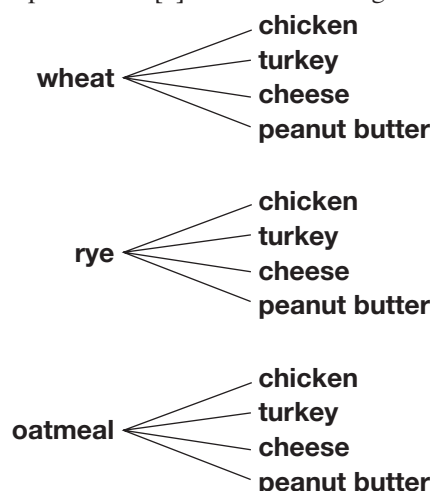 chicken
turkey
wheat
cheese
peanut butter
chicken
turkey
rye
cheese
peanut butter
chicken
turkey
oatmeal
cheese
peanut butter